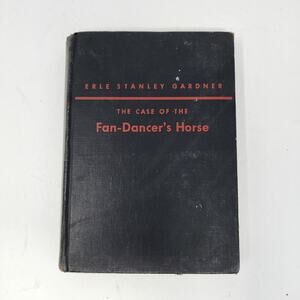 ERLE STANLEY GARDNER
THE CASE OF THE
Fan-Dancer's Horse